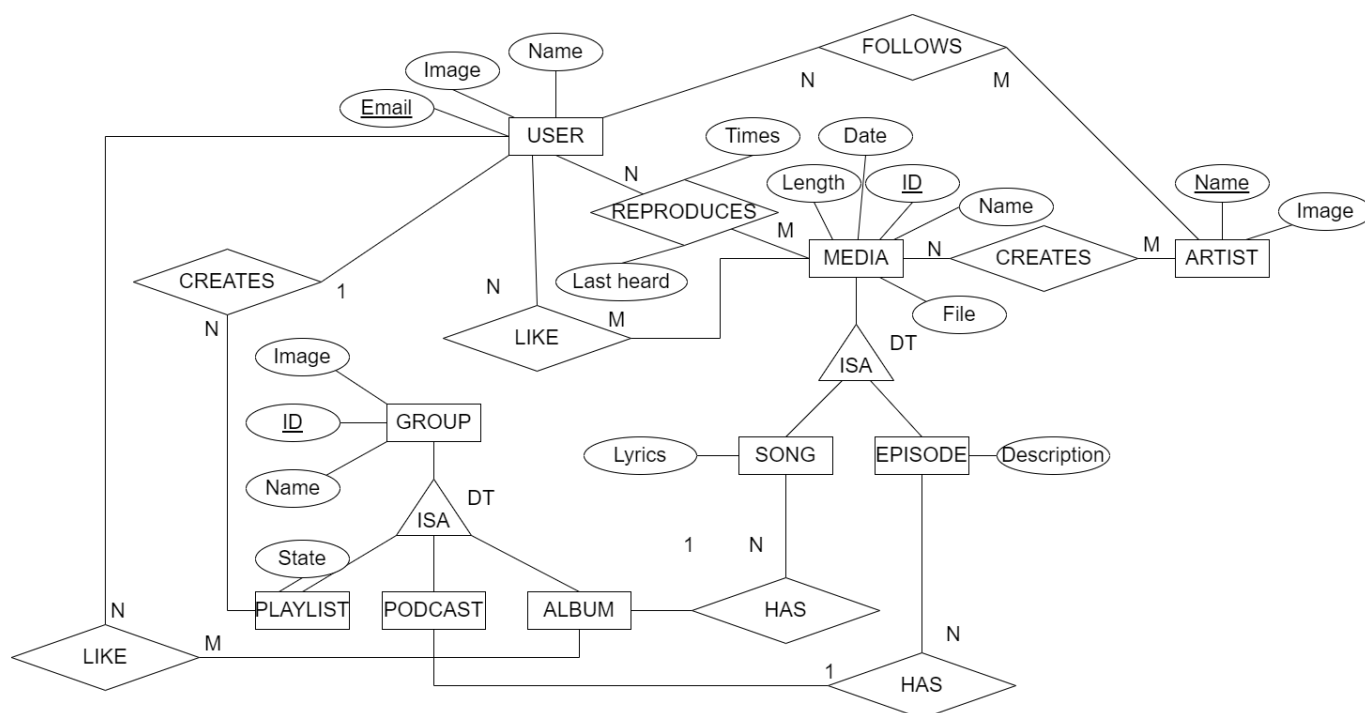 FOLLOWS
Name
N
M
Image
Email
USER
Times
Date
Length
ID
Name
Name
Image
N
REPRODUCES
M
MEDIA
N
CREATES
M
ARTIST
CREATES
1
Last heard
N
File
N
M
LIKE
DT
ISA
Image
ID
GROUP
Name
Lyrics
SONG
EPISODE
Description
DT
ISA
State
1
N
PLAYLIST
PODCAST
ALBUM
HAS
N
M
N
LIKE
1
HAS